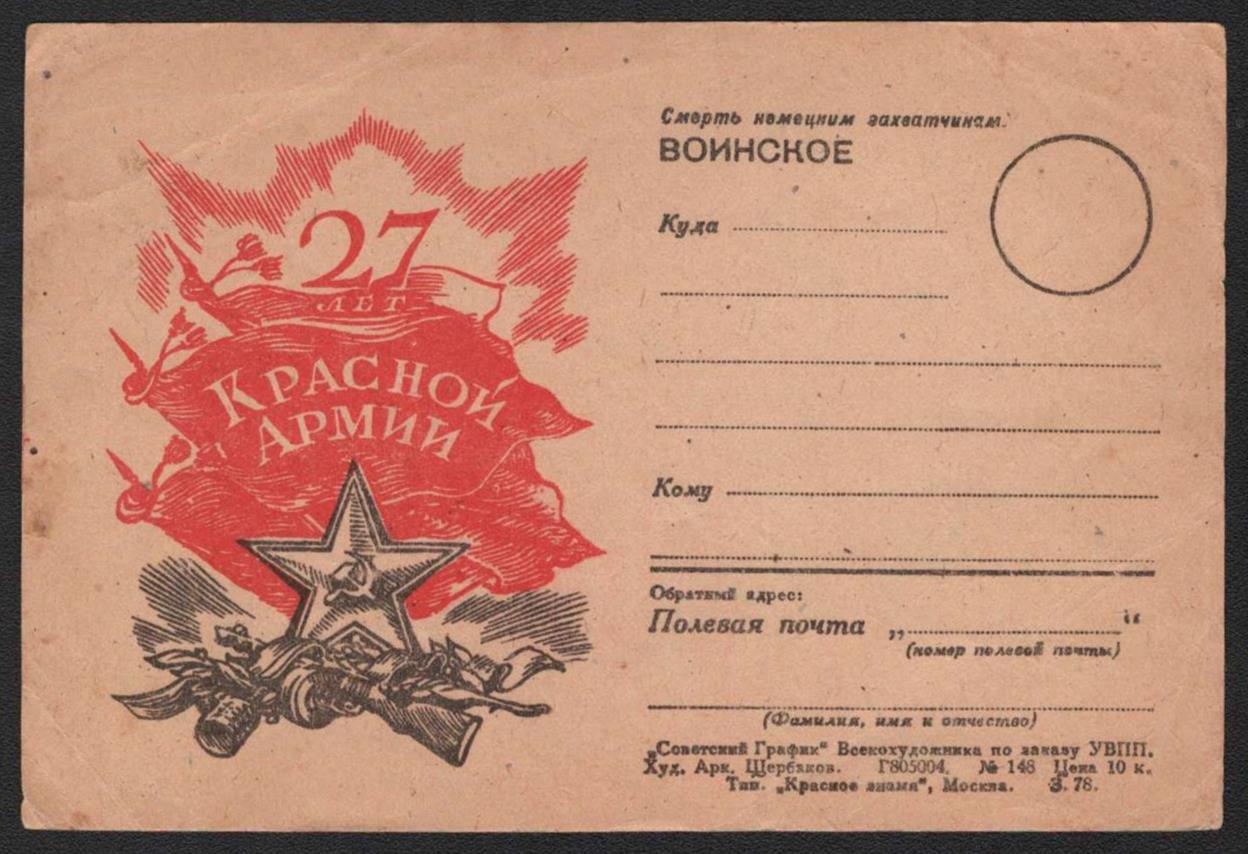 27
ЛЕТ
КРАСНОЙ
АРМИИ
Смерть немецким захватчикам.
ВОИНСКОЕ
Куда
Кому
Обратный адрес:
Полевая почта „ “
(номер полевой почты)
(Фамилия, имя и отчество)
„Советский График“ Всекохудожника по заказу УВПП.
Худ. Арк. Щербаков. Г805004. № 148 Цена 10 к.
Тип. „Красное знамя“, Москва. З. 78.